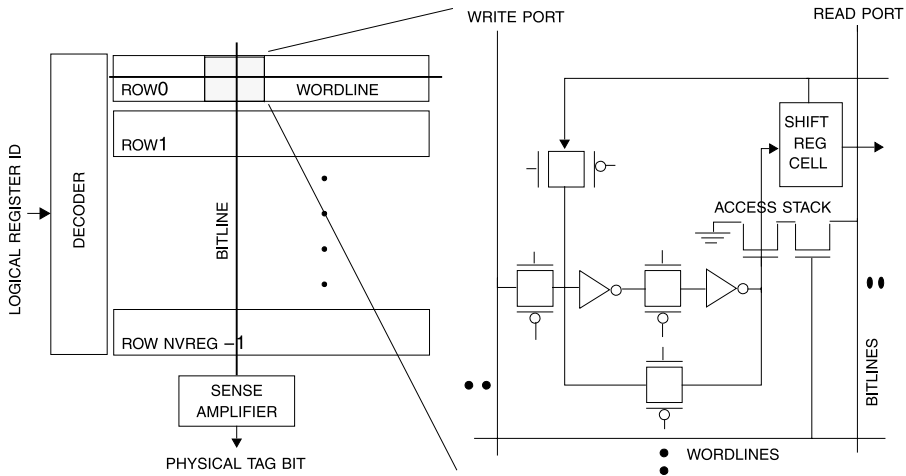 WRITE PORT
READ PORT
ROW0
WORDLINE
ROW1
LOGICAL REGISTER ID
DECODER
BITLINE
ROW NVREG –1
SENSE
AMPLIFIER
PHYSICAL TAG BIT
SHIFT
REG
CELL
ACCESS STACK
BITLINES
WORDLINES